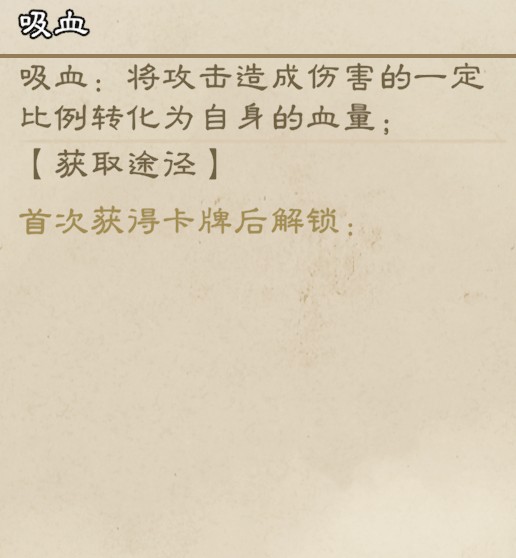 吸血
吸血：将攻击造成伤害的一定
比例转化为自身的血量；
【获取途径】
首次获得卡牌后解锁：